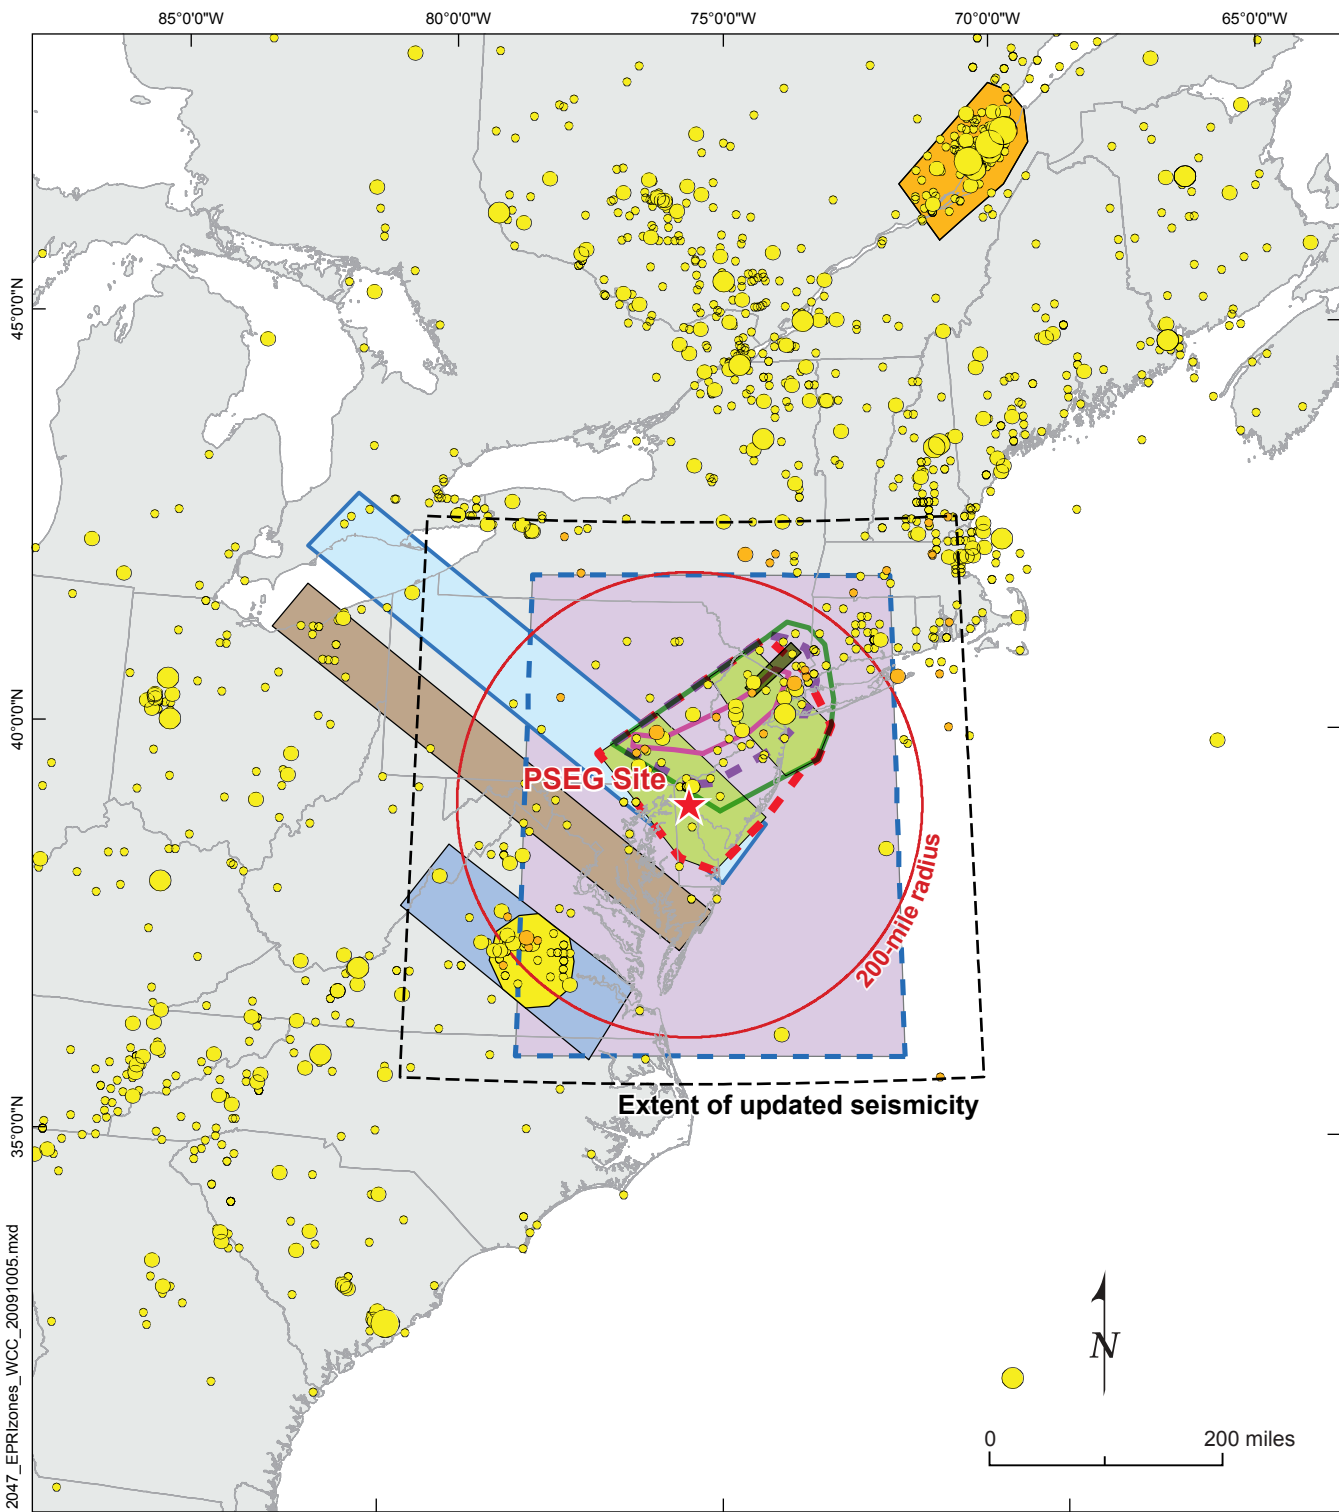 85°0'0"W 80°0'0"W 75°0'0"W 70°0'0"W 65°0'0"W
45°0'0"N
40°0'0"N
PSEG Site
200-mile radius
Extent of updated seismicity
35°0'0"N
2047_EPRIzones_WCC_20091005.mxd
N
0 200 miles